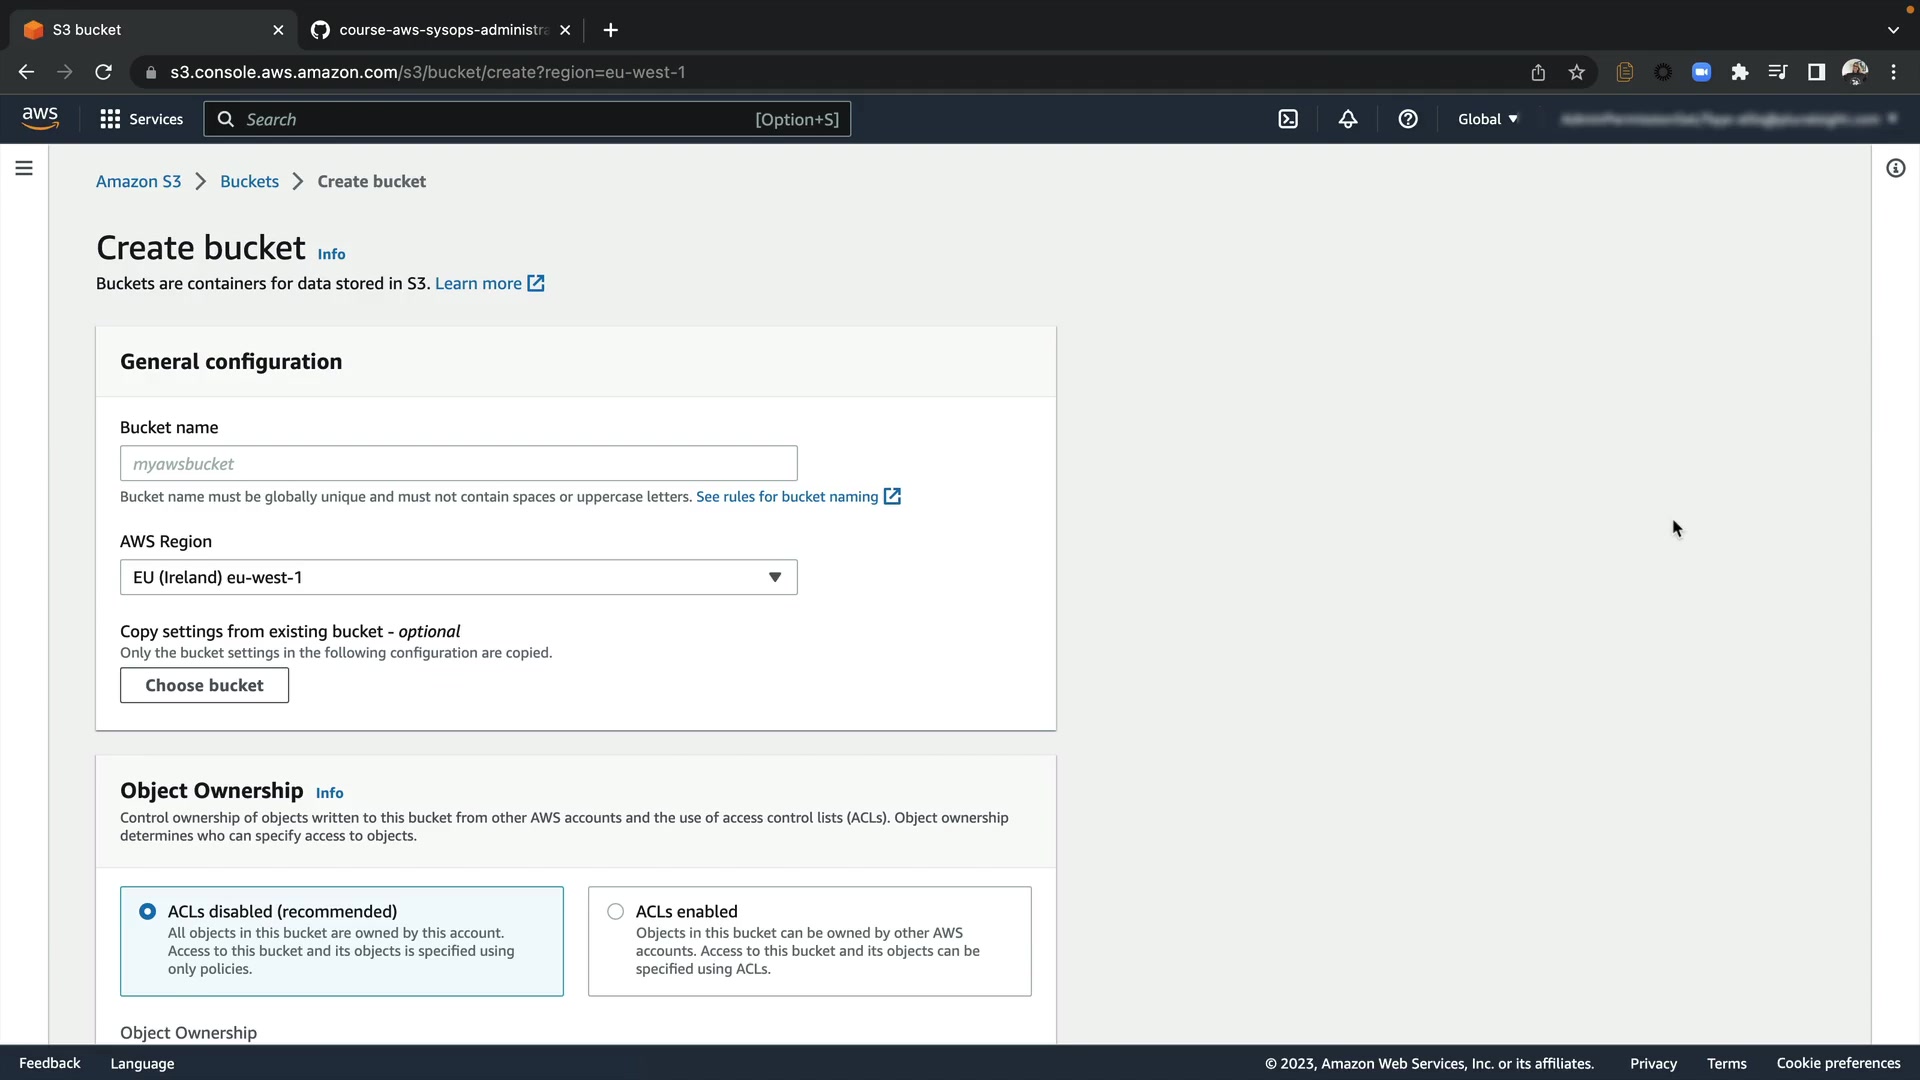 S3 bucket
course-aws-sysops-administra
s3.console.aws.amazon.com/s3/bucket/create?region=eu-west-1
aws
Services
Search
[Option+S]
Global
Amazon S3
Buckets
Create bucket
Create bucket Info
Buckets are containers for data stored in S3. Learn more
General configuration
Bucket name
myawsbucket
Bucket name must be globally unique and must not contain spaces or uppercase letters. See rules for bucket naming
AWS Region
EU (Ireland) eu-west-1
Copy settings from existing bucket - optional
Only the bucket settings in the following configuration are copied.
Choose bucket
Object Ownership Info
Control ownership of objects written to this bucket from other AWS accounts and the use of access control lists (ACLs). Object ownership
determines who can specify access to objects.
ACLs disabled (recommended)
All objects in this bucket are owned by this account.
Access to this bucket and its objects is specified using
only policies.
ACLs enabled
Objects in this bucket can be owned by other AWS
accounts. Access to this bucket and its objects can be
specified using ACLs.
Object Ownership
Feedback
Language
© 2023, Amazon Web Services, Inc. or its affiliates.
Privacy
Terms
Cookie preferences